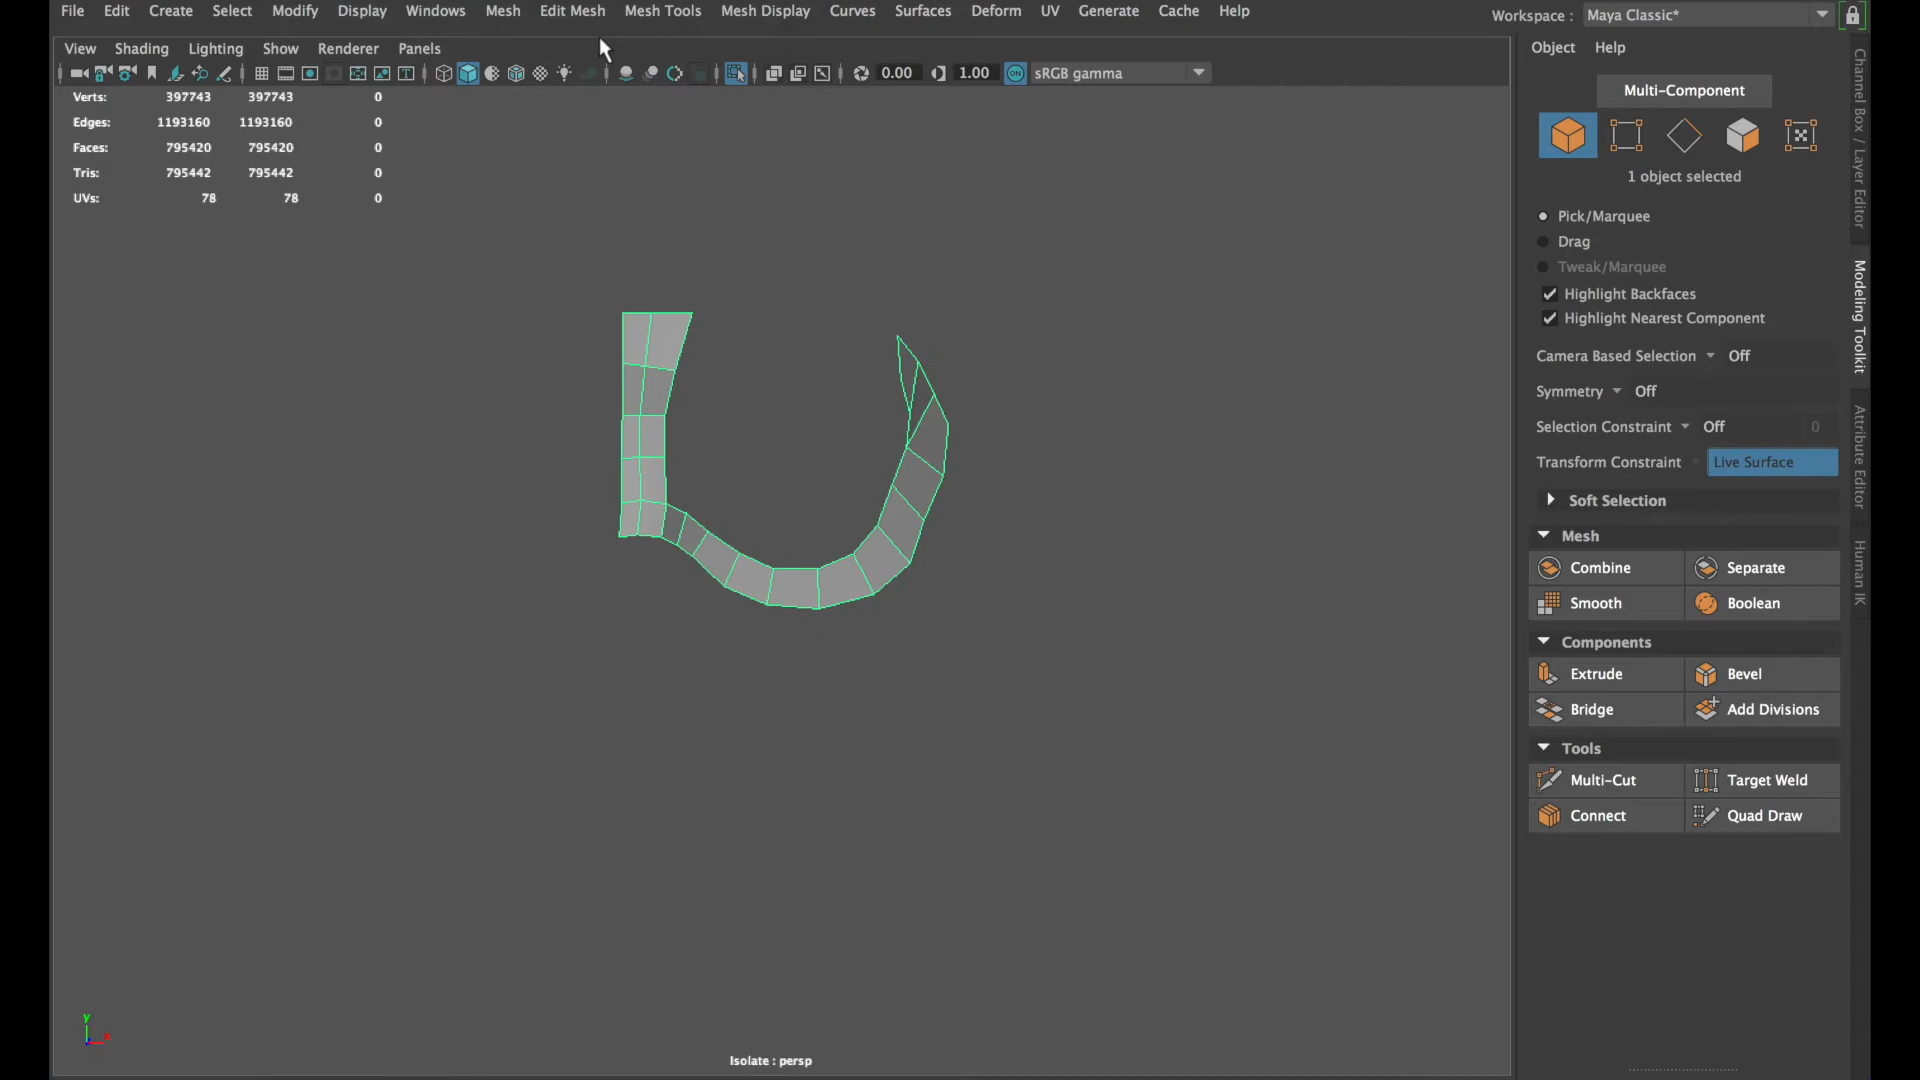 File Edit Create Select Modify Display Windows Mesh Edit Mesh Mesh Tools Mesh Display Curves Surfaces Deform UV Generate Cache Help
Workspace : Maya Classic*
View Shading Lighting Show Renderer Panels
Object Help
0.00 1.00 ON sRGB gamma
Multi-Component
Verts: 397743 397743 0
Edges: 1193160 1193160 0
Faces: 795420 795420 0
Tris: 795442 795442 0
UVs: 78 78 0
1 object selected
Pick/Marquee
Drag
Tweak/Marquee
Highlight Backfaces
Highlight Nearest Component
Camera Based Selection Off
Symmetry Off
Selection Constraint Off 0
Transform Constraint Live Surface
Soft Selection
Mesh
Combine Separate
Smooth Boolean
Components
Extrude Bevel
Bridge Add Divisions
Tools
Multi-Cut Target Weld
Connect Quad Draw
Channel Box / Layer Editor
Modeling Toolkit
Attribute Editor
Human IK
y
x
Isolate : persp